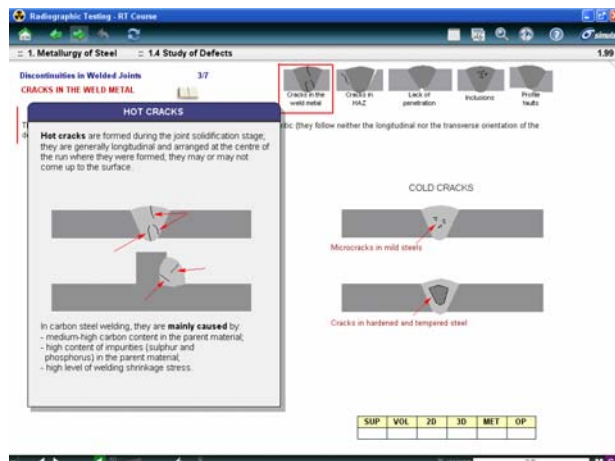 Radiographic Testing - RT Course
:: 1. Metallurgy of Steel :: 1.4 Study of Defects 1.99
Discontinuities in Welded Joints 3/7
CRACKS IN THE WELD METAL
Cracks in the weld metal
Cracks in HAZ
Lack of penetration
Inclusions
Profile faults
(they follow neither the longitudinal nor the transverse orientation of the
HOT CRACKS
Hot cracks are formed during the joint solidification stage;
they are generally longitudinal and arranged at the centre of
the run where they were formed; they may or may not
come up to the surface.
In carbon steel welding, they are mainly caused by:
- medium-high carbon content in the parent material;
- high content of impurities (sulphur and
phosphorus) in the parent material;
- high level of welding shrinkage stress.
COLD CRACKS
Microcracks in mild steels
Cracks in hardened and tempered steel
SUP VOL 2D 3D MET OP